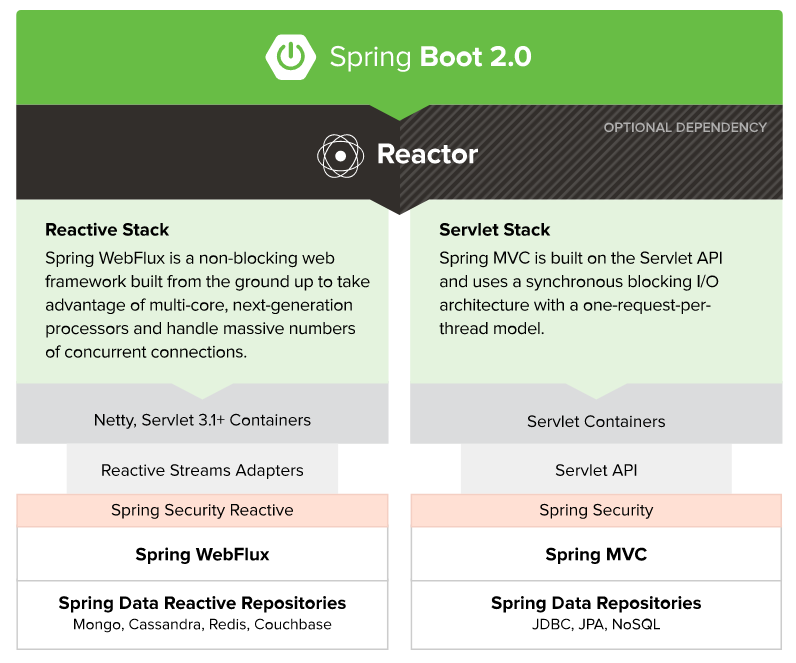 Spring Boot 2.0
OPTIONAL DEPENDENCY
Reactor
Reactive Stack
Spring WebFlux is a non-blocking web
framework built from the ground up to take
advantage of multi-core, next-generation
processors and handle massive numbers
of concurrent connections.
Servlet Stack
Spring MVC is built on the Servlet API
and uses a synchronous blocking I/O
architecture with a one-request-per-
thread model.
Netty, Servlet 3.1+ Containers
Servlet Containers
Reactive Streams Adapters
Servlet API
Spring Security Reactive
Spring Security
Spring WebFlux
Spring MVC
Spring Data Reactive Repositories
Mongo, Cassandra, Redis, Couchbase
Spring Data Repositories
JDBC, JPA, NoSQL